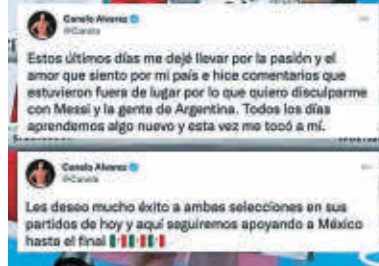 Canelo Alvarez
@Canelo
Estos últimos días me dejé llevar por la pasión y el
amor que siento por mi país e hice comentarios que
estuvieron fuera de lugar por lo que quiero disculparme
con Messi y la gente de Argentina. Todos los días
aprendemos algo nuevo y esta vez me tocó a mí.
Canelo Alvarez
@Canelo
Les deseo mucho éxito a ambas selecciones en sus
partidos de hoy y aquí seguiremos apoyando a México
hasta el final